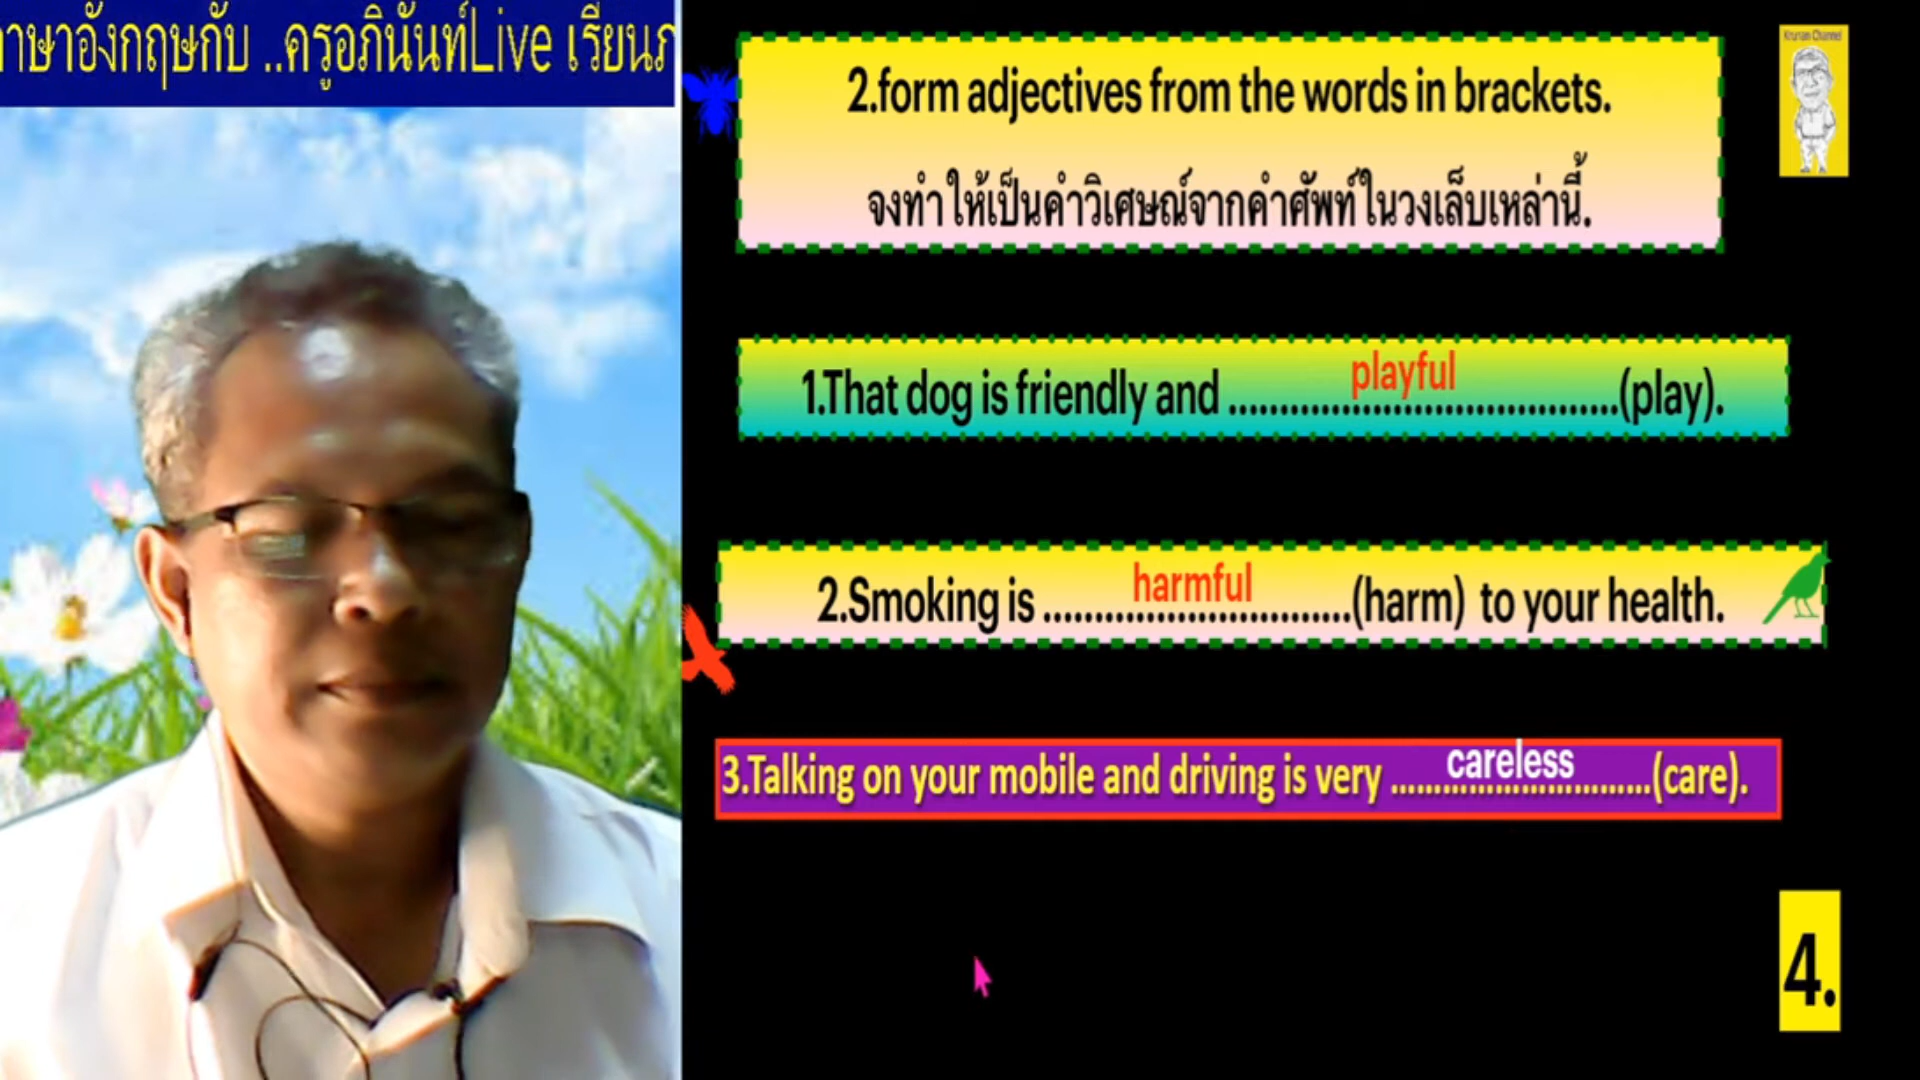 าษาอังกฤษกับ ..ครูอภินันท์Live เรียนภ
2.form adjectives from the words in brackets.
จงทำให้เป็นคำวิเศษณ์จากคำศัพท์ในวงเล็บเหล่านี้.
Krunan Channel
1.That dog is friendly and ......................................(play).
playful
2.Smoking is ..............................(harm) to your health.
harmful
3.Talking on your mobile and driving is very ..............................(care).
careless
4.